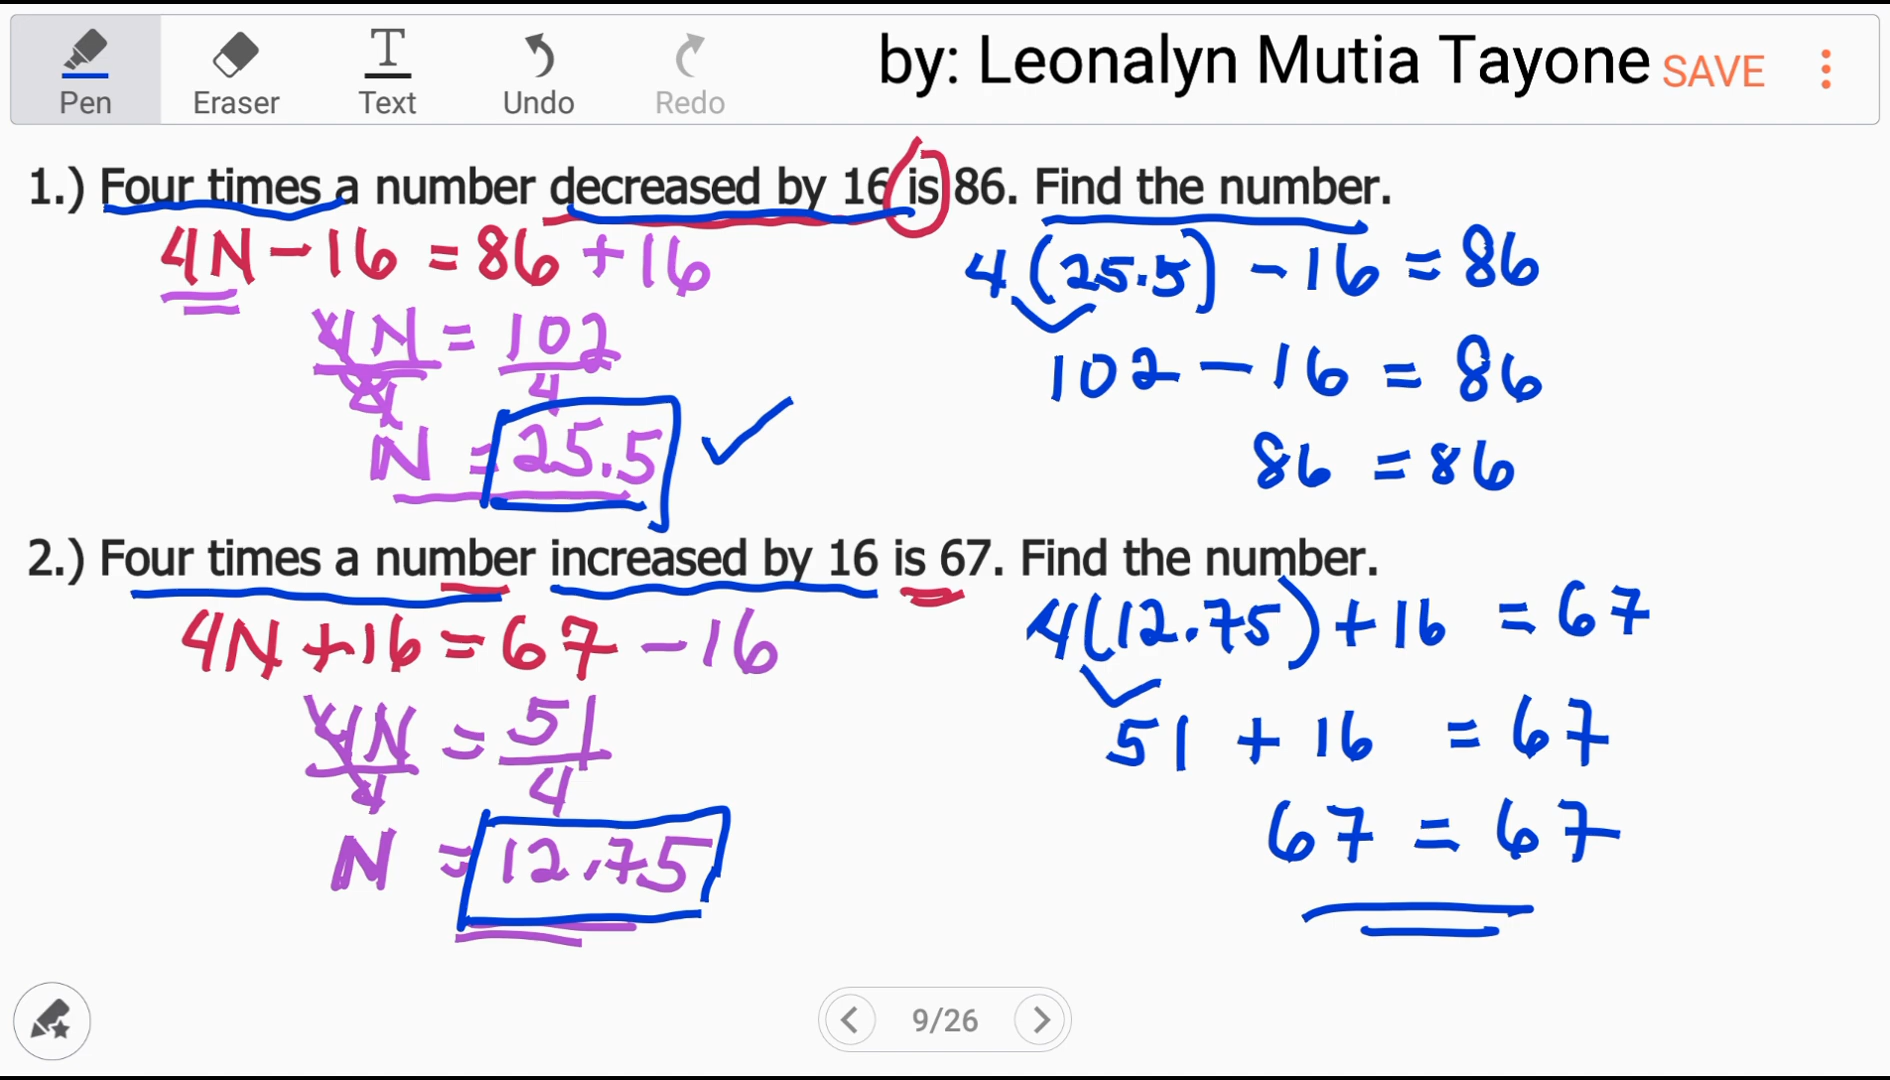 by: Leonalyn Mutia Tayone SAVE
Pen Eraser Text Undo Redo
1.) Four times a number decreased by 16 is 86. Find the number.
4N - 16 = 86 + 16
4N = 102
4 4
N = 25.5
4(25.5) - 16 = 86
102 - 16 = 86
86 = 86
2.) Four times a number increased by 16 is 67. Find the number.
4N + 16 = 67 - 16
4N = 51
4 4
N = 12.75
4(12.75) + 16 = 67
51 + 16 = 67
67 = 67
9/26